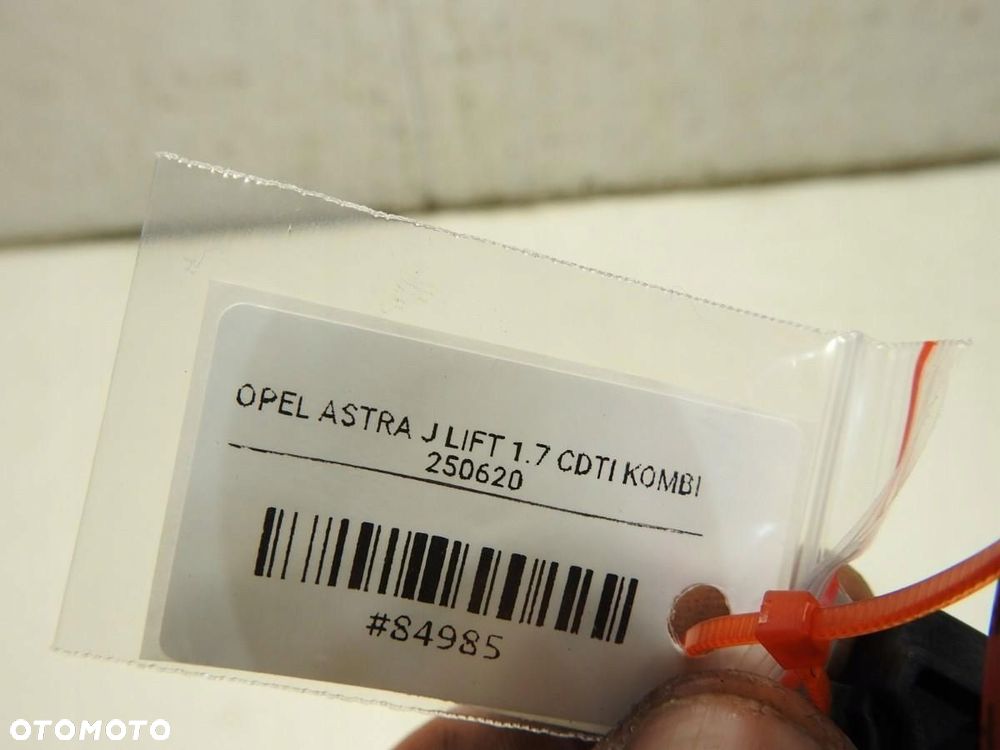 OPEL ASTRA J LIFT 1.7 CDTI KOMBI
250620
#84985
OTOMOTO